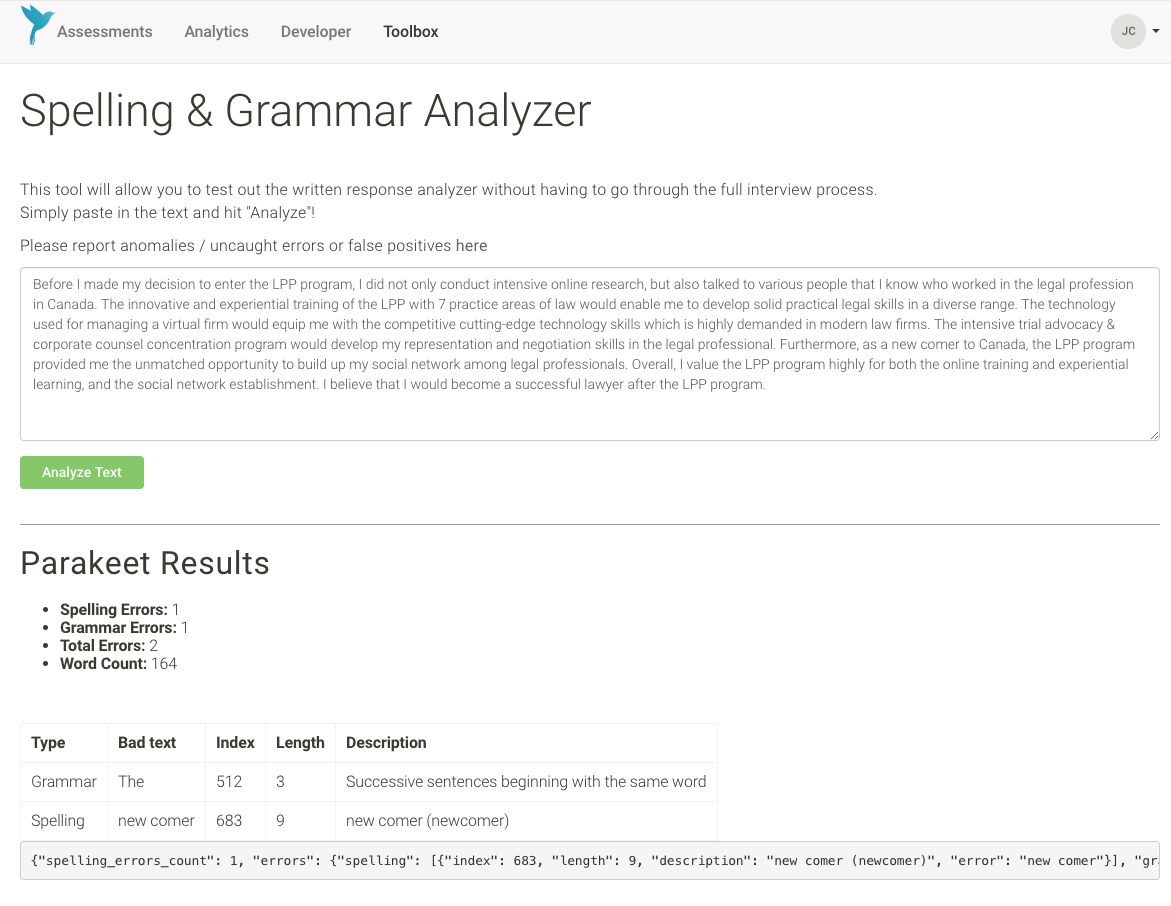 Assessments Analytics Developer Toolbox JC
Spelling & Grammar Analyzer
This tool will allow you to test out the written response analyzer without having to go through the full interview process.
Simply paste in the text and hit "Analyze"!
Please report anomalies / uncaught errors or false positives here
Before I made my decision to enter the LPP program, I did not only conduct intensive online research, but also talked to various people that I know who worked in the legal profession
in Canada. The innovative and experiential training of the LPP with 7 practice areas of law would enable me to develop solid practical legal skills in a diverse range. The technology
used for managing a virtual firm would equip me with the competitive cutting-edge technology skills which is highly demanded in modern law firms. The intensive trial advocacy &
corporate counsel concentration program would develop my representation and negotiation skills in the legal professional. Furthermore, as a new comer to Canada, the LPP program
provided me the unmatched opportunity to build up my social network among legal professionals. Overall, I value the LPP program highly for both the online training and experiential
learning, and the social network establishment. I believe that I would become a successful lawyer after the LPP program.
Analyze Text
Parakeet Results
Spelling Errors: 1
Grammar Errors: 1
Total Errors: 2
Word Count: 164
Type Bad text Index Length Description
Grammar The 512 3 Successive sentences beginning with the same word
Spelling new comer 683 9 new comer (newcomer)
{"spelling_errors_count": 1, "errors": {"spelling": [{"index": 683, "length": 9, "description": "new comer (newcomer)", "error": "new comer"}], "gr